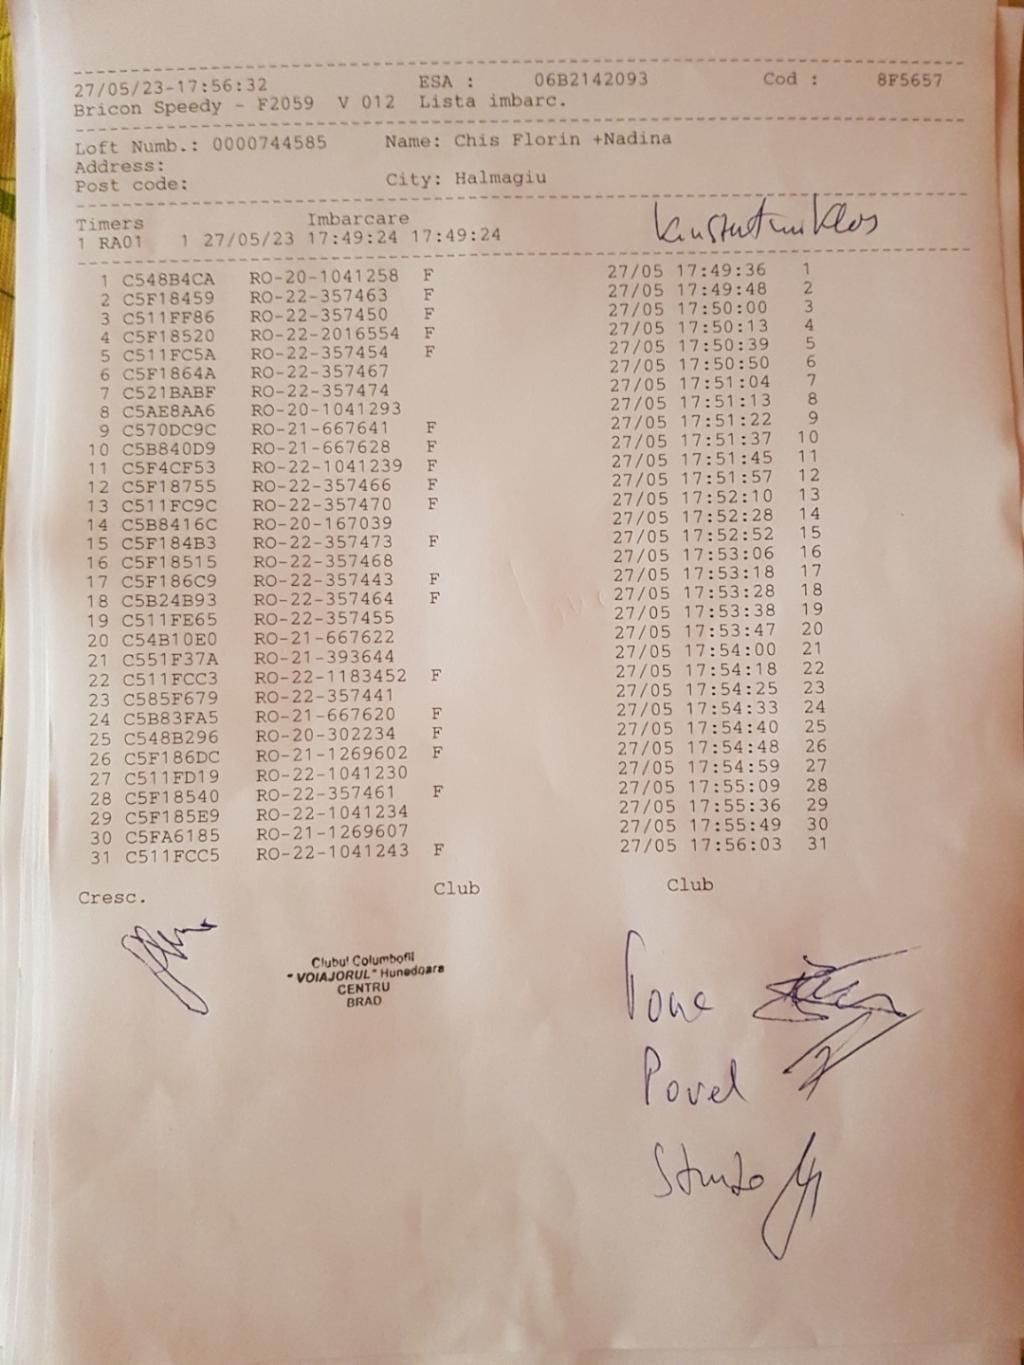 27/05/23-17:56:32 ESA : 06B2142093 Cod : 8F5657
Bricon Speedy - F2059 V 012 Lista imbarc.
Loft Numb.: 0000744585 Name: Chis Florin +Nadina
Address:
Post code: City: Halmagiu
Timers Imbarcare
1 RA01 1 27/05/23 17:49:24 17:49:24
1 C548B4CA RO-20-1041258 F 27/05 17:49:36 1
2 C5F18459 RO-22-357463 F 27/05 17:49:48 2
3 C511FF86 RO-22-357450 F 27/05 17:50:00 3
4 C5F18520 RO-22-2016554 F 27/05 17:50:13 4
5 C511FC5A RO-22-357454 F 27/05 17:50:39 5
6 C5F1864A RO-22-357467 27/05 17:50:50 6
7 C521BABF RO-22-357474 27/05 17:51:04 7
8 C5AE8AA6 RO-20-1041293 27/05 17:51:13 8
9 C570DC9C RO-21-667641 F 27/05 17:51:22 9
10 C5B840D9 RO-21-667628 F 27/05 17:51:37 10
11 C5F4CF53 RO-22-1041239 F 27/05 17:51:45 11
12 C5F18755 RO-22-357466 F 27/05 17:51:57 12
13 C511FC9C RO-22-357470 F 27/05 17:52:10 13
14 C5B8416C RO-20-167039 27/05 17:52:28 14
15 C5F184B3 RO-22-357473 F 27/05 17:52:52 15
16 C5F18515 RO-22-357468 27/05 17:53:06 16
17 C5F186C9 RO-22-357443 F 27/05 17:53:18 17
18 C5B24B93 RO-22-357464 F 27/05 17:53:28 18
19 C511FE65 RO-22-357455 27/05 17:53:38 19
20 C54B10E0 RO-21-667622 27/05 17:53:47 20
21 C551F37A RO-21-393644 27/05 17:54:00 21
22 C511FCC3 RO-22-1183452 F 27/05 17:54:18 22
23 C585F679 RO-22-357441 27/05 17:54:25 23
24 C5B83FA5 RO-21-667620 F 27/05 17:54:33 24
25 C548B296 RO-20-302234 F 27/05 17:54:40 25
26 C5F186DC RO-21-1269602 F 27/05 17:54:48 26
27 C511FD19 RO-22-1041230 27/05 17:54:59 27
28 C5F18540 RO-22-357461 F 27/05 17:55:09 28
29 C5F185E9 RO-22-1041234 27/05 17:55:36 29
30 C5FA6185 RO-21-1269607 27/05 17:55:49 30
31 C511FCC5 RO-22-1041243 F 27/05 17:56:03 31
Cresc. Club Club
Clubul Columbofil
"VOIAJORUL" Hunedoara
CENTRU
BRAD
Povel